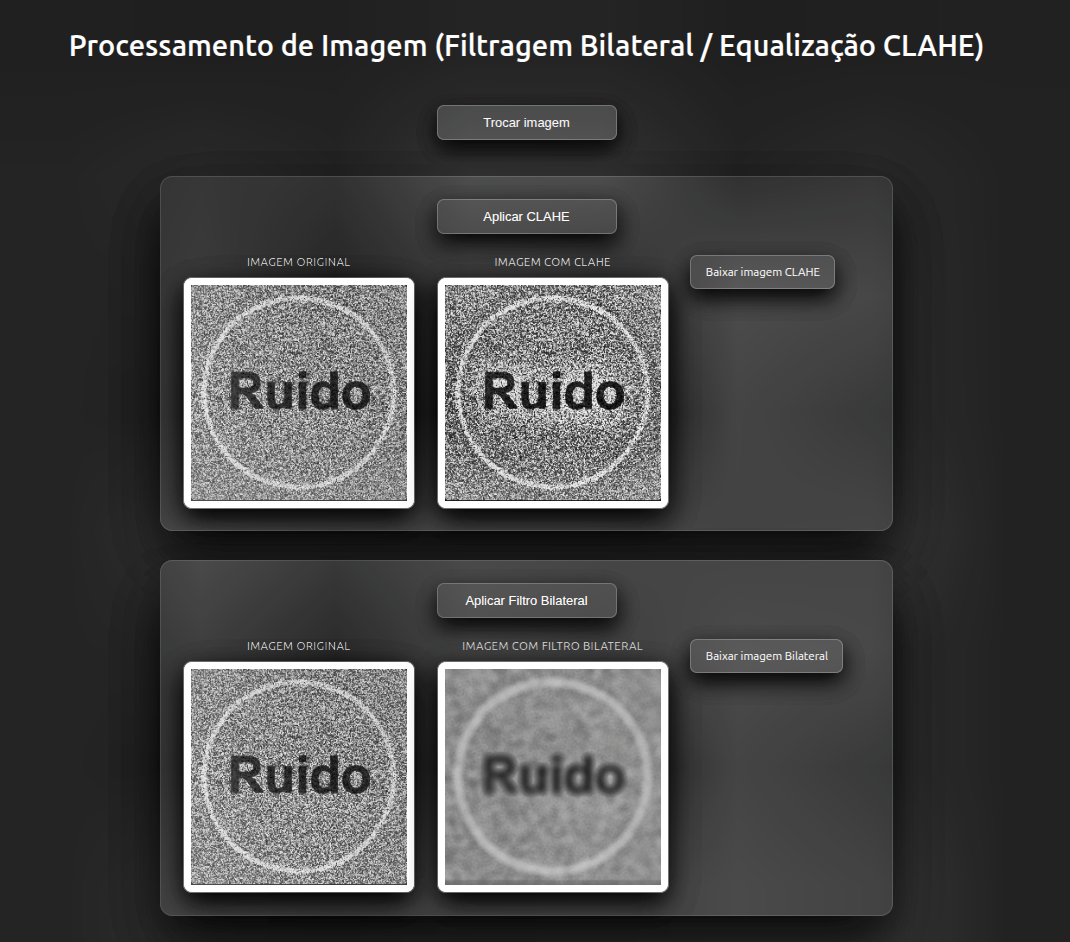 Processamento de Imagem (Filtragem Bilateral / Equalização CLAHE)
Trocar imagem
Aplicar CLAHE
IMAGEM ORIGINAL
IMAGEM COM CLAHE
Baixar imagem CLAHE
Ruido
Ruido
Aplicar Filtro Bilateral
IMAGEM ORIGINAL
IMAGEM COM FILTRO BILATERAL
Baixar imagem Bilateral
Ruido
Ruido